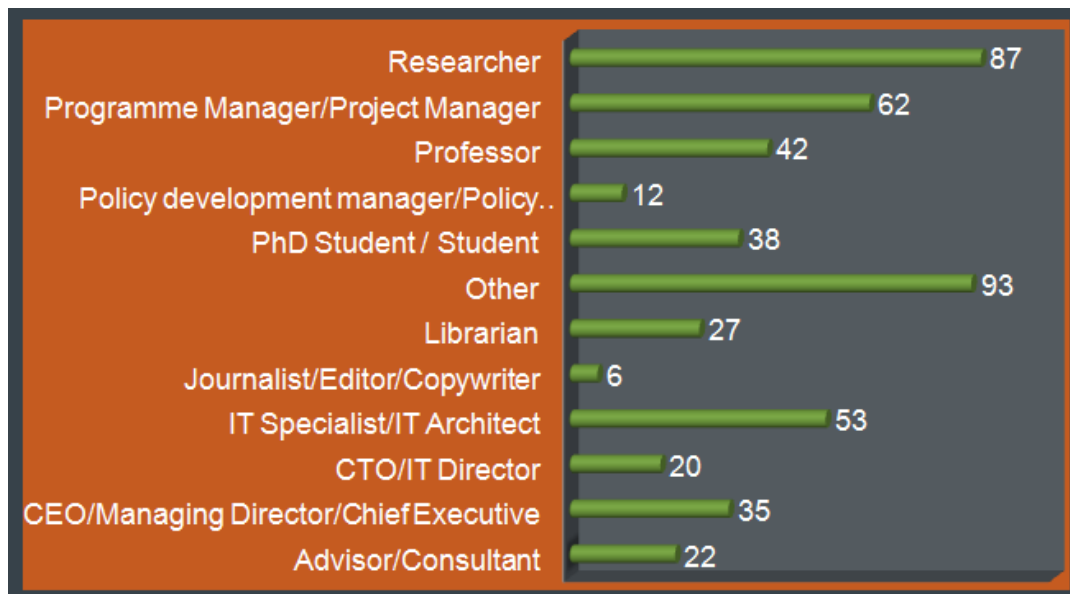 Researcher 87
Programme Manager/Project Manager 62
Professor 42
Policy development manager/Policy.. 12
PhD Student / Student 38
Other 93
Librarian 27
Journalist/Editor/Copywriter 6
IT Specialist/IT Architect 53
CTO/IT Director 20
CEO/Managing Director/Chief Executive 35
Advisor/Consultant 22